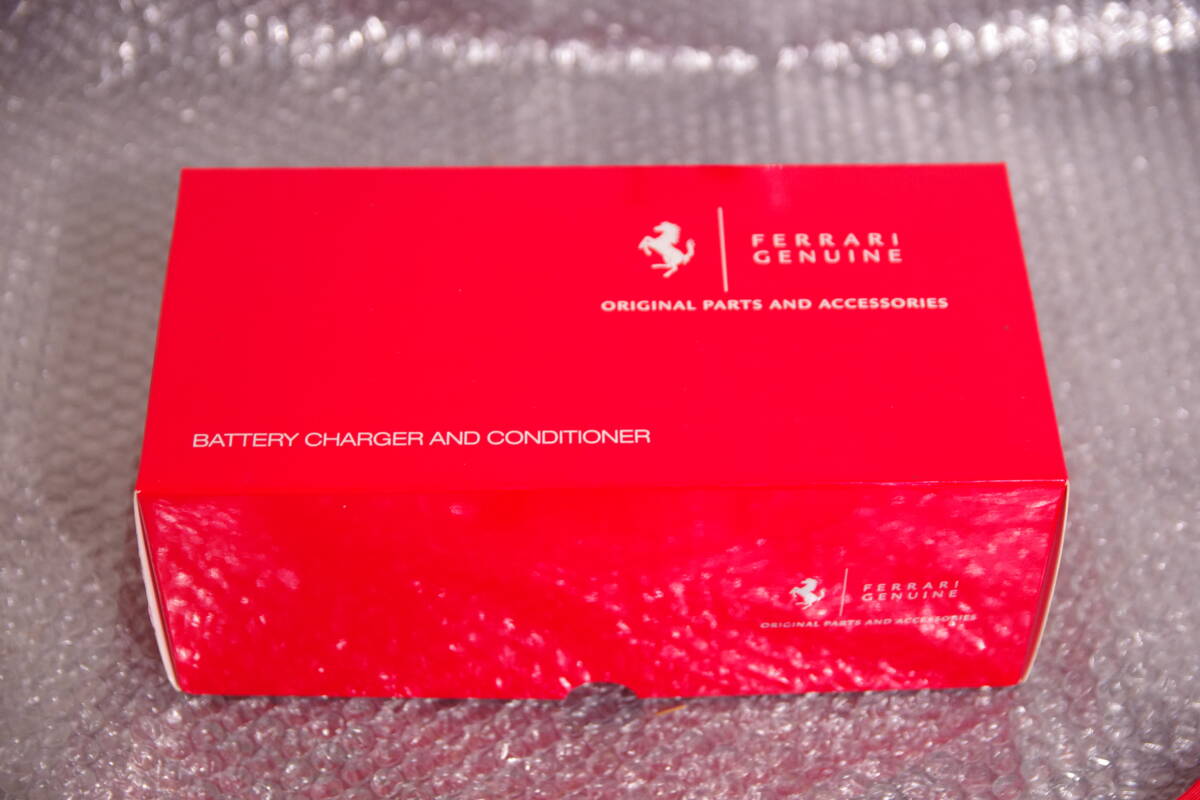 FERRARI
GENUINE
ORIGINAL PARTS AND ACCESSORIES
BATTERY CHARGER AND CONDITIONER
FERRARI
GENUINE
ORIGINAL PARTS AND ACCESSORIES